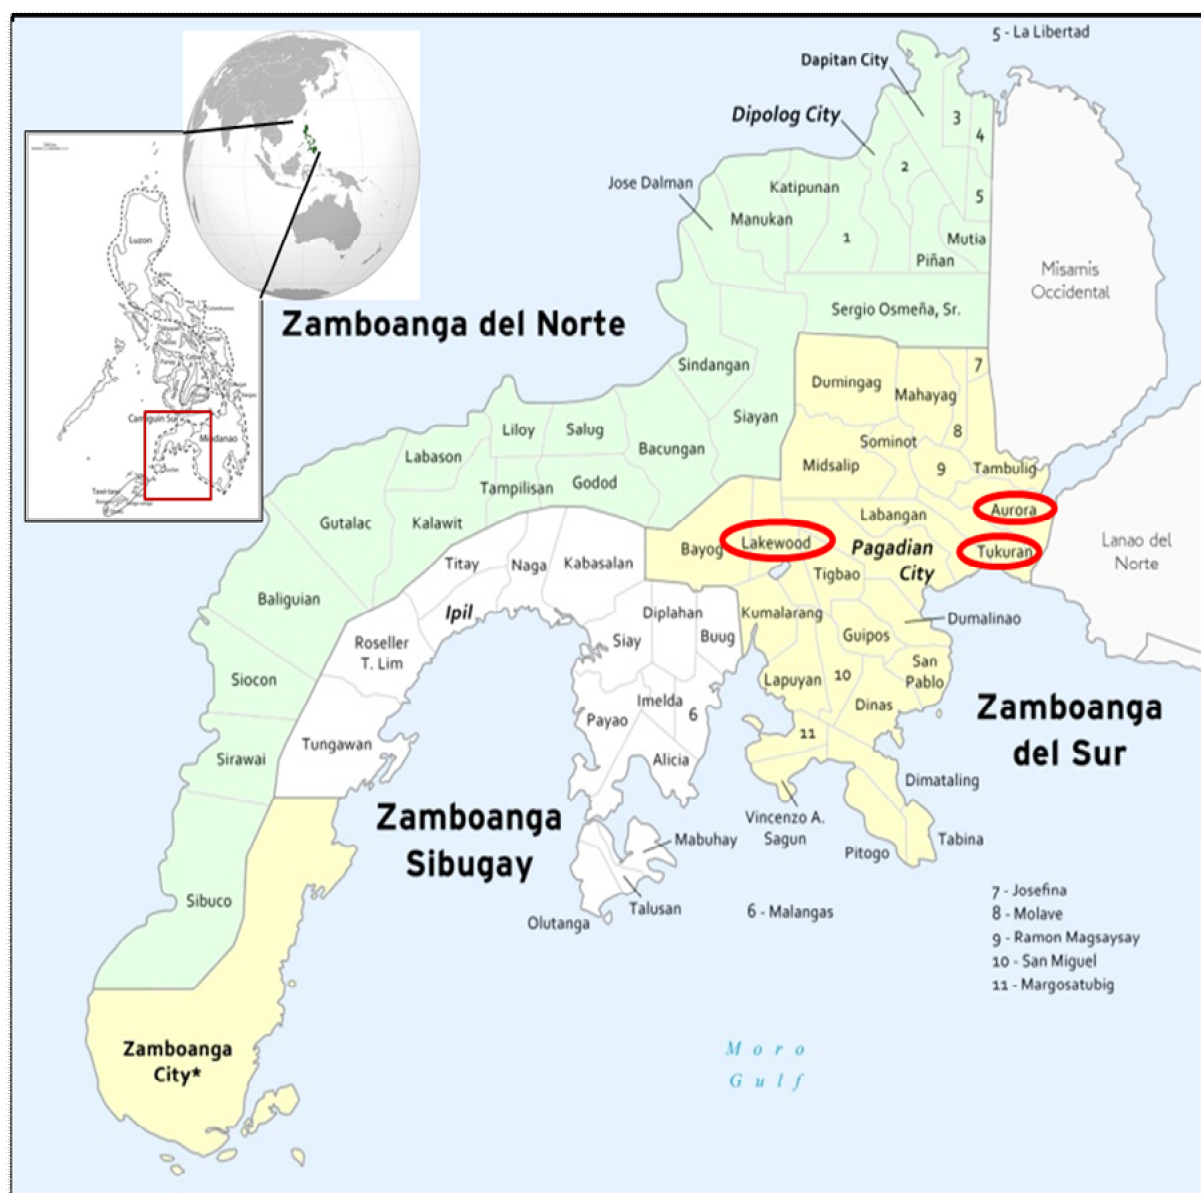 5 - La Libertad
Dapitan City
Dipolog City
3
4
2
5
Jose Dalman
Katipunan
Manukan
1
Mutia
Piñan
Misamis
Occidental
Luzon
Zamboanga del Norte
Sergio Osmeña, Sr.
Sindangan
7
Dumingag
Mahayag
Siayan
8
Camiguin Sur
Mindanao
Liloy
Salug
Bacungan
Sominot
Labason
Midsalip
9
Tambulig
Tampilisan
Godod
Gutalac
Kalawit
Labangan
Aurora
Lakewood
Bayog
Pagadian
City
Tukuran
Lanao del
Norte
Titay
Naga
Kabasalan
Tigbao
Baliguian
Ipil
Diplahan
Kumalarang
Dumalinao
Roseller
T. Lim
Siay
Buug
Guipos
Siocon
Lapuyan
10
San
Pablo
Imelda
6
Payao
Dinas
Zamboanga
del Sur
Tungawan
11
Sirawai
Alicia
Dimataling
Zamboanga
Sibugay
Vincenzo A.
Sagun
Mabuhay
Pitogo
Tabina
Sibuco
Talusan
Olutanga
6 - Malangas
7 - Josefina
8 - Molave
9 - Ramon Magsaysay
10 - San Miguel
11 - Margosatubig
Zamboanga
City*
Moro
Gulf